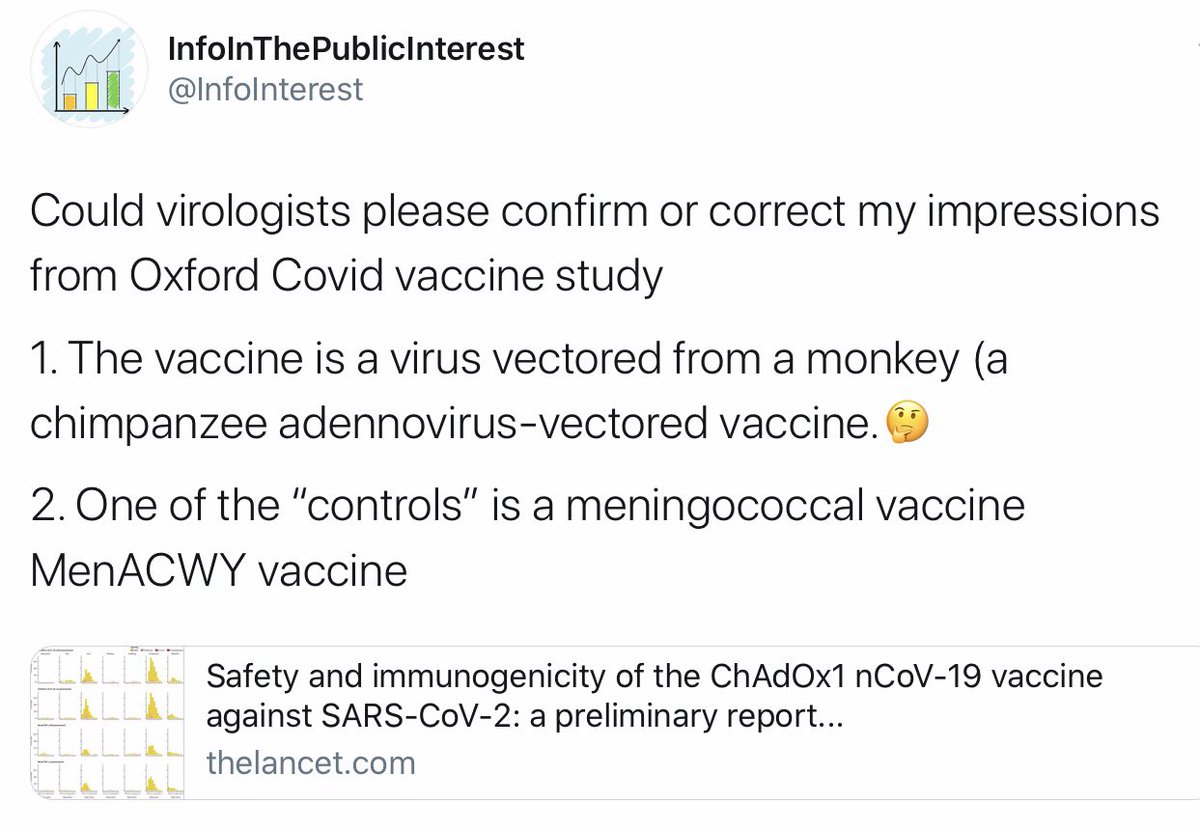 InfoInThePublicInterest
@InfoInterest
Could virologists please confirm or correct my impressions
from Oxford Covid vaccine study
1. The vaccine is a virus vectored from a monkey (a
chimpanzee adennovirus-vectored vaccine.🤔
2. One of the “controls” is a meningococcal vaccine
MenACWY vaccine
Safety and immunogenicity of the ChAdOx1 nCoV-19 vaccine
against SARS-CoV-2: a preliminary report...
thelancet.com